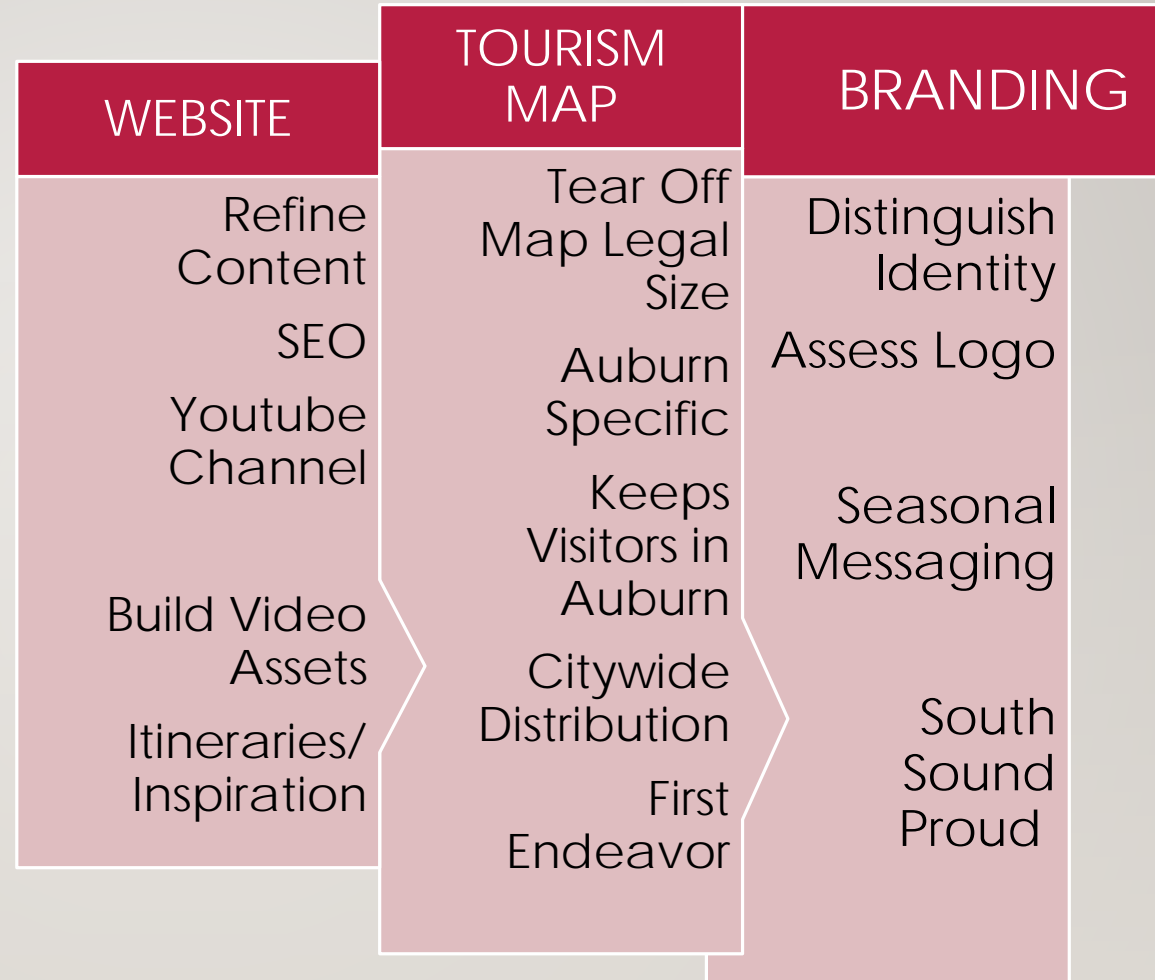 WEBSITE
Refine
Content
SEO
Youtube
Channel
Build Video
Assets
Itineraries/
Inspiration
TOURISM
MAP
Tear Off
Map Legal
Size
Auburn
Specific
Keeps
Visitors in
Auburn
Citywide
Distribution
First
Endeavor
BRANDING
Distinguish
Identity
Assess Logo
Seasonal
Messaging
South
Sound
Proud